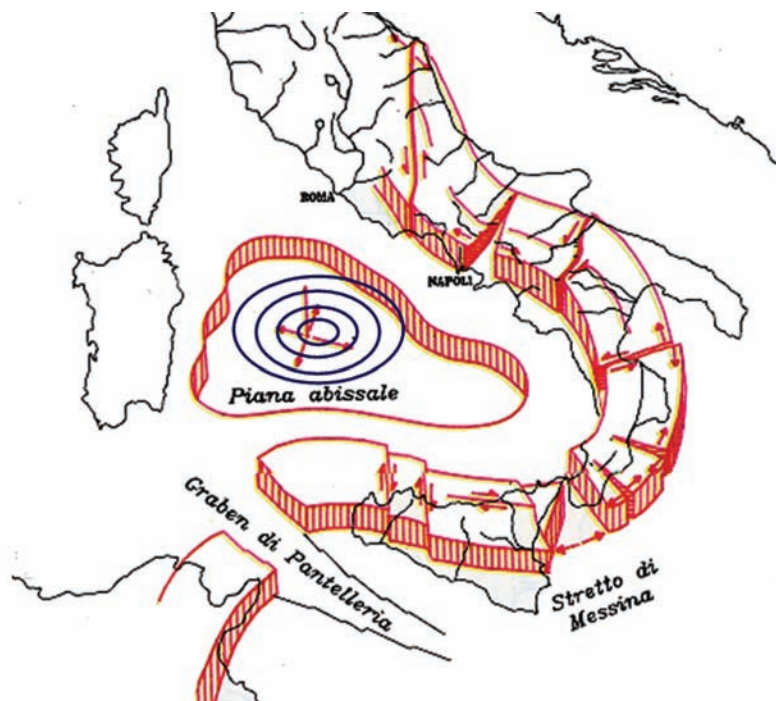 ROMA
NAPOLI
Piana abissale
Graben di Pantelleria
Stretto di
Messina